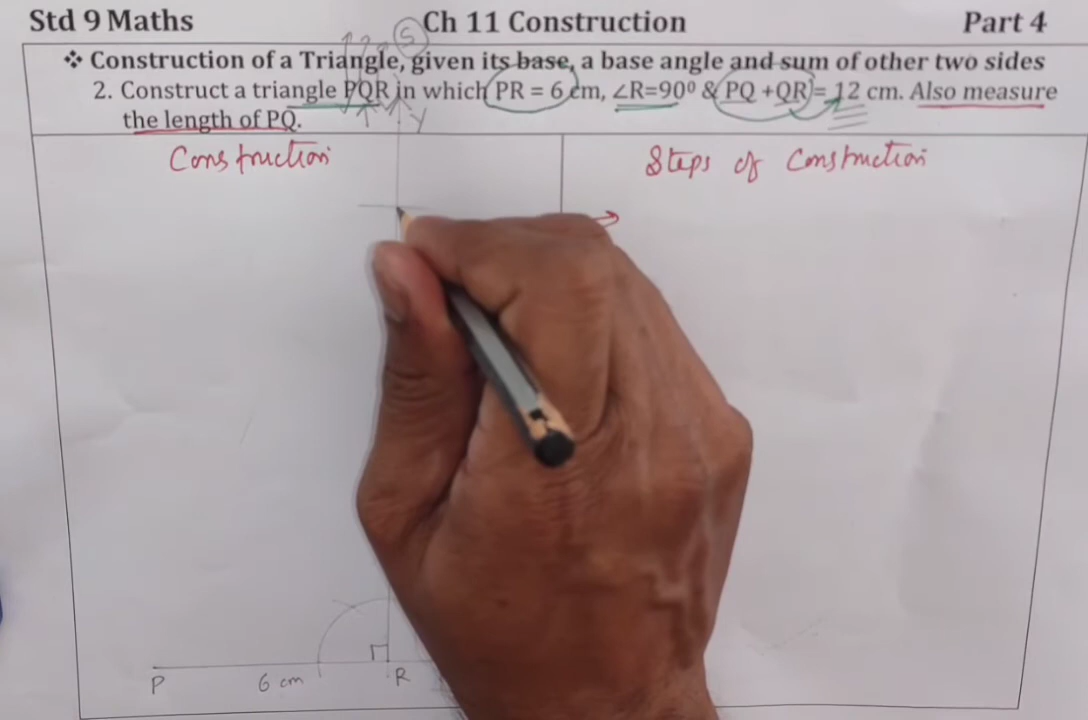 Std 9 Maths Ch 11 Construction Part 4
S
❖ Construction of a Triangle, given its base, a base angle and sum of other two sides
2. Construct a triangle PQR in which PR = 6 cm, ∠R=90⁰ & PQ +QR = 12 cm. Also measure
the length of PQ.
Y
Construction Steps of Construction
P 6 cm R